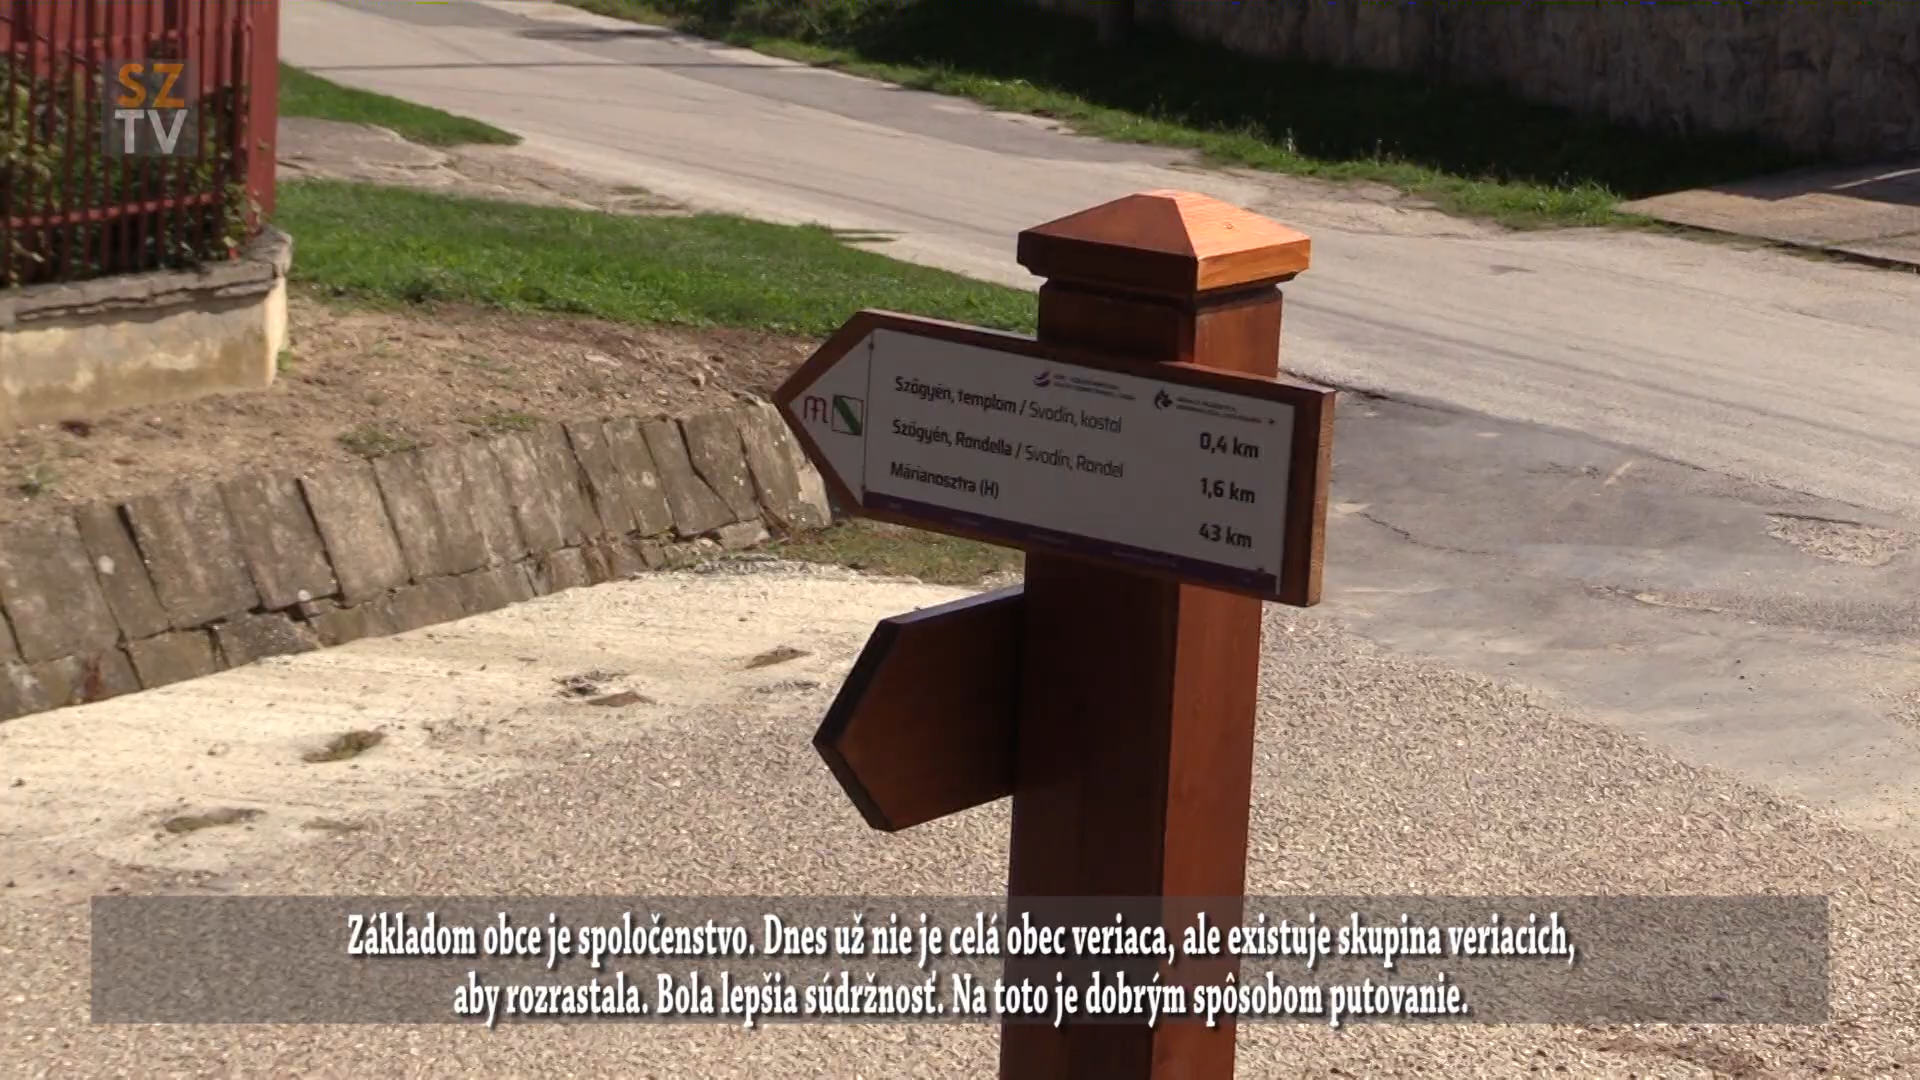 SZ
TV
Szőgyén, templom / Svodín, kostol 0,4 km
Szőgyén, Rondella / Svodín, Rondel 1,6 km
Márianosztra (H) 43 km
Základom obce je spoločenstvo. Dnes už nie je celá obec veriaca, ale existuje skupina veriacich,
aby rozrastala. Bola lepšia súdržnosť. Na toto je dobrým spôsobom putovanie.